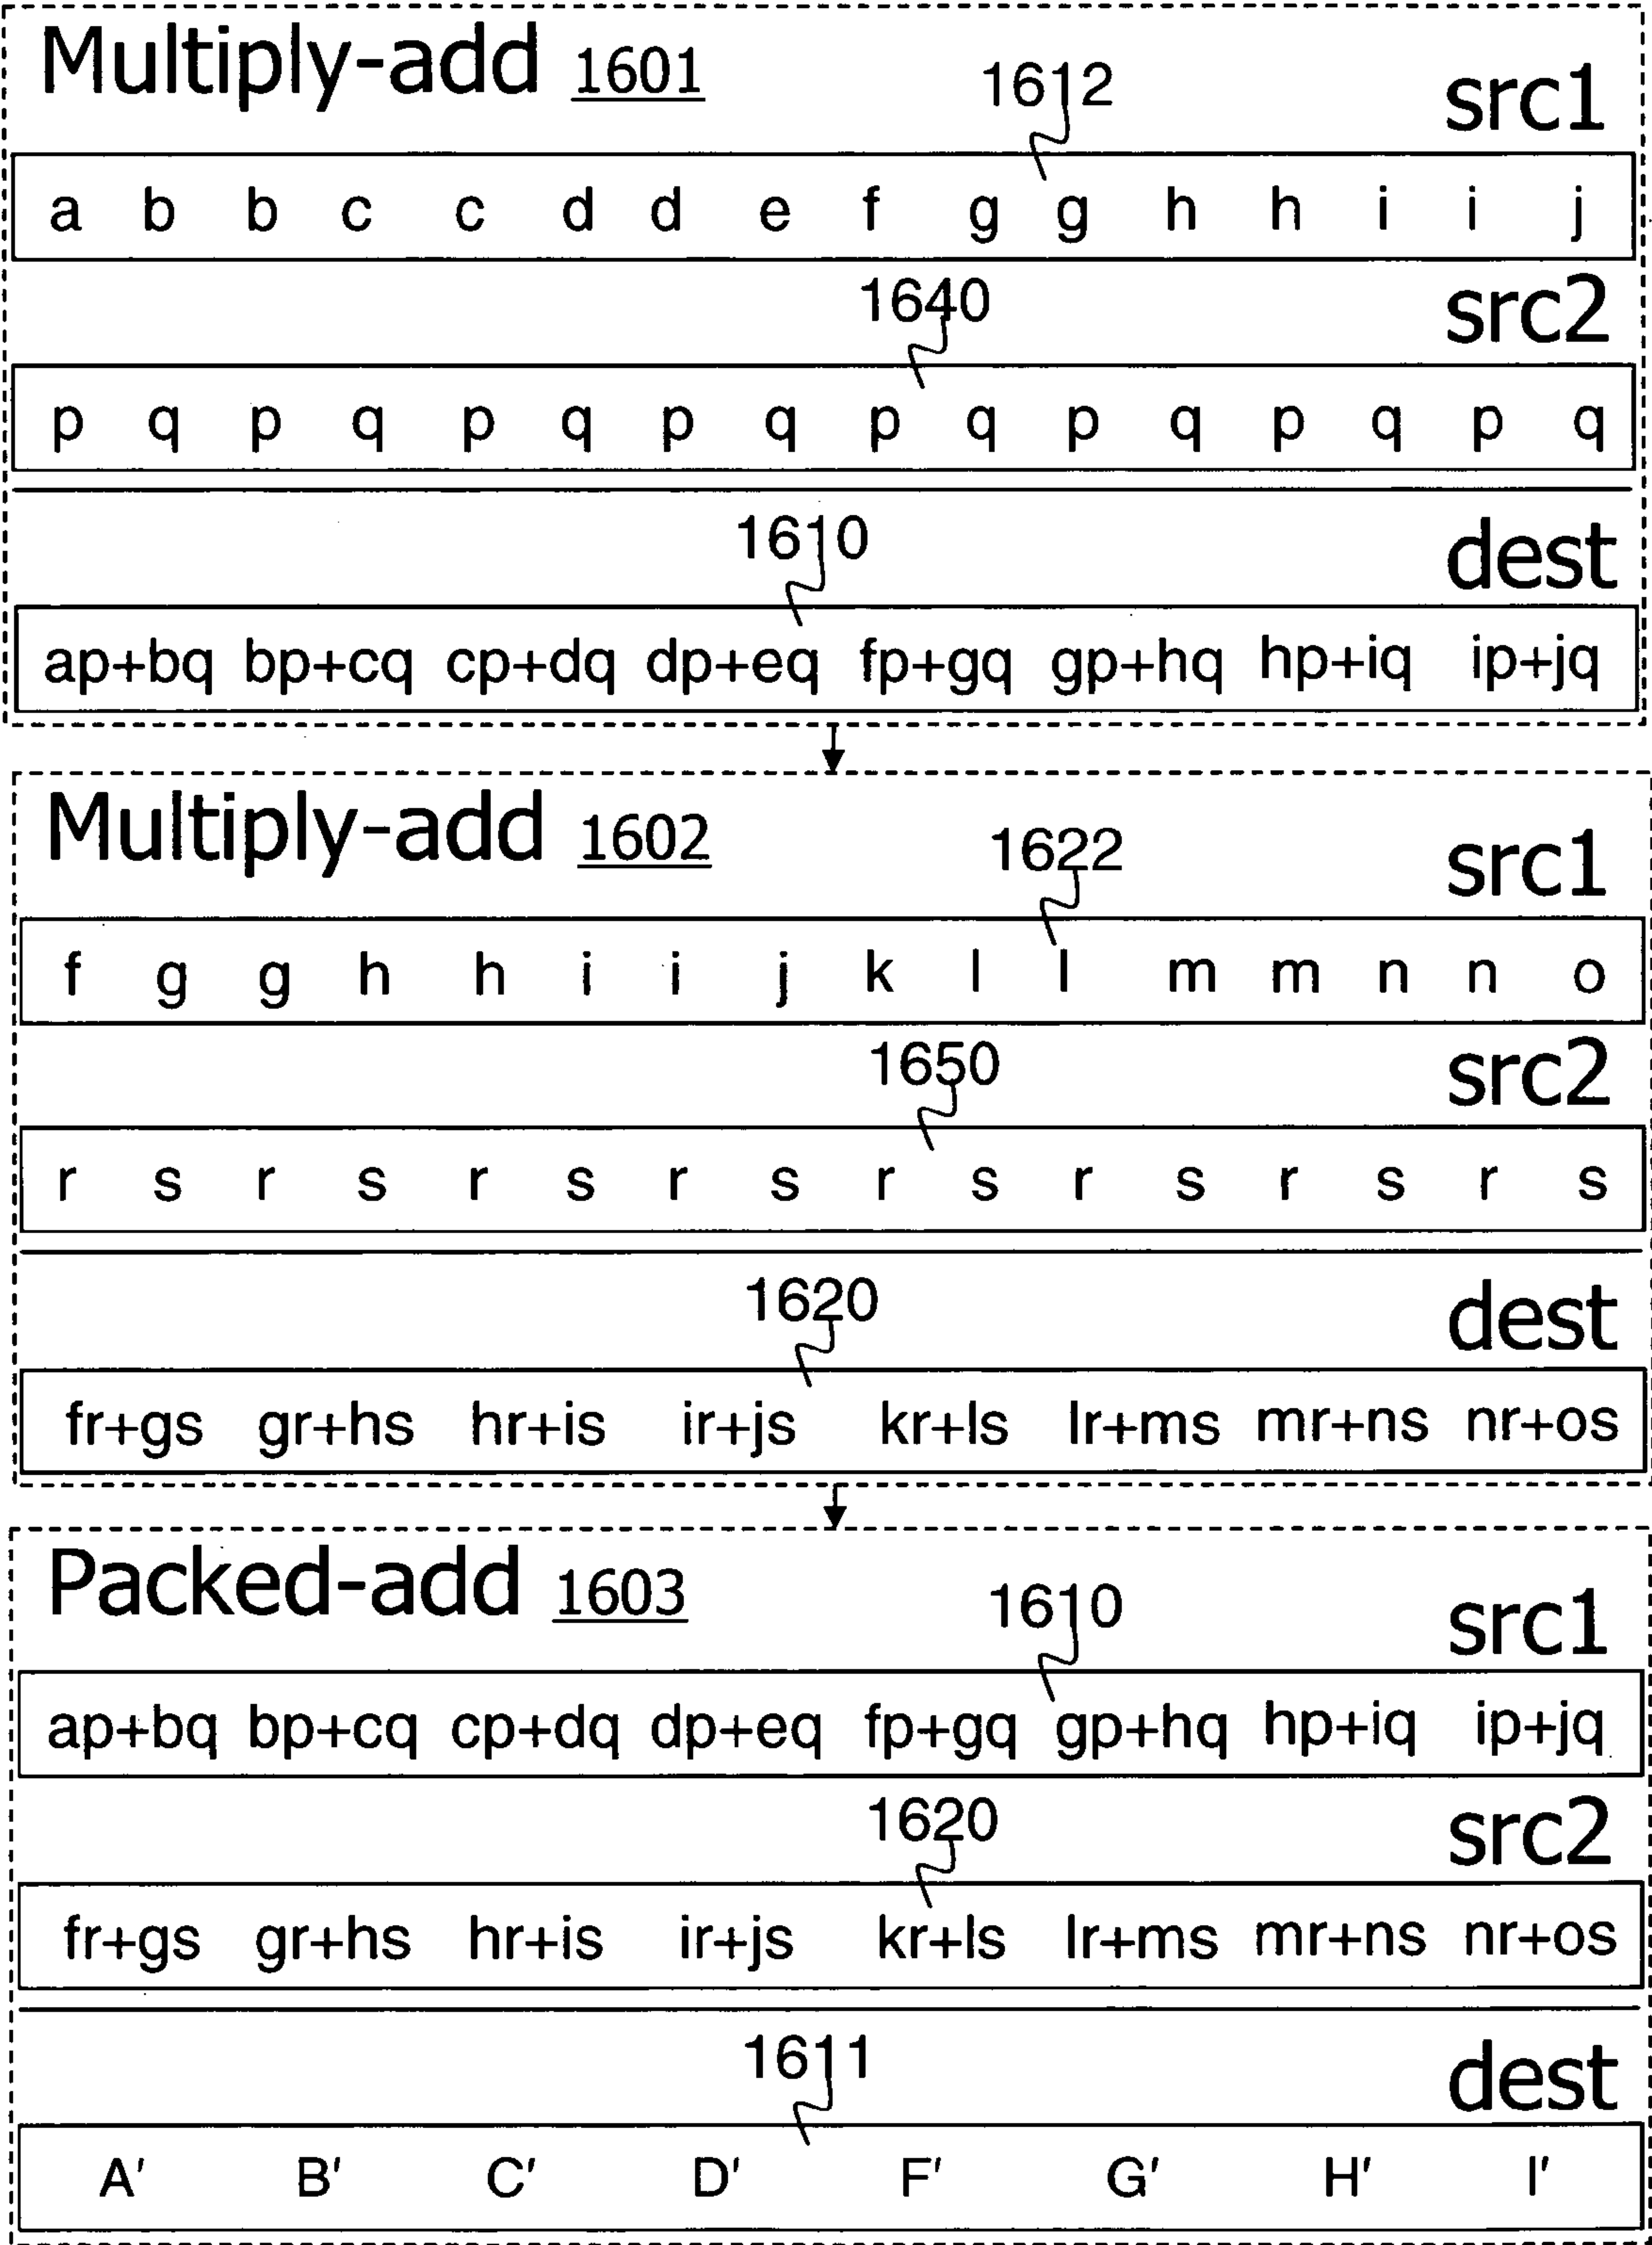 Multiply-add 1601
1612
src1
a b b c c d d e f g g h h i i j
1640
src2
p q p q p q p q p q p q p q p q
1610
dest
ap+bq bp+cq cp+dq dp+eq fp+gq gp+hq hp+iq ip+jq
Multiply-add 1602
1622
src1
f g g h h i i j k l l m m n n o
1650
src2
r s r s r s r s r s r s r s r s
1620
dest
fr+gs gr+hs hr+is ir+js kr+ls lr+ms mr+ns nr+os
Packed-add 1603
1610
src1
ap+bq bp+cq cp+dq dp+eq fp+gq gp+hq hp+iq ip+jq
1620
src2
fr+gs gr+hs hr+is ir+js kr+ls lr+ms mr+ns nr+os
1611
dest
A' B' C' D' F' G' H' I'